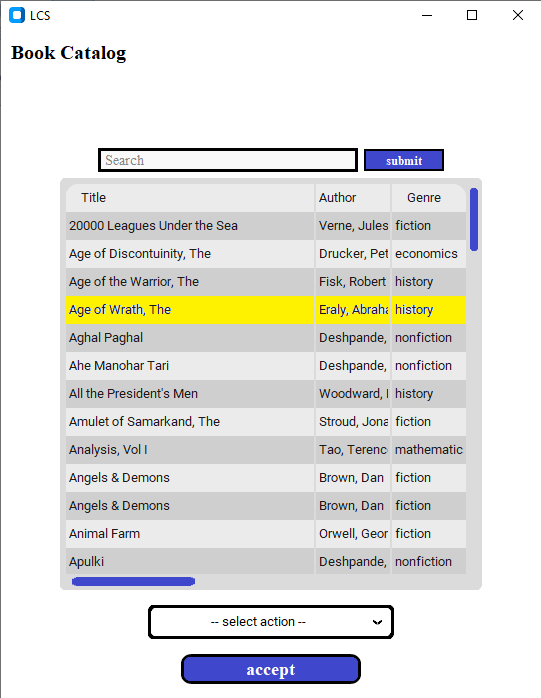 LCS
Book Catalog
Search submit
Title Author Genre
20000 Leagues Under the Sea Verne, Jules fiction
Age of Discontuinity, The Drucker, Pet economics
Age of the Warrior, The Fisk, Robert history
Age of Wrath, The Eraly, Abraha history
Aghal Paghal Deshpande, nonfiction
Ahe Manohar Tari Deshpande, nonfiction
All the President's Men Woodward, history
Amulet of Samarkand, The Stroud, Jona fiction
Analysis, Vol I Tao, Terenc mathematic
Angels & Demons Brown, Dan fiction
Angels & Demons Brown, Dan fiction
Animal Farm Orwell, Geor fiction
Apulki Deshpande, nonfiction
-- select action --
accept